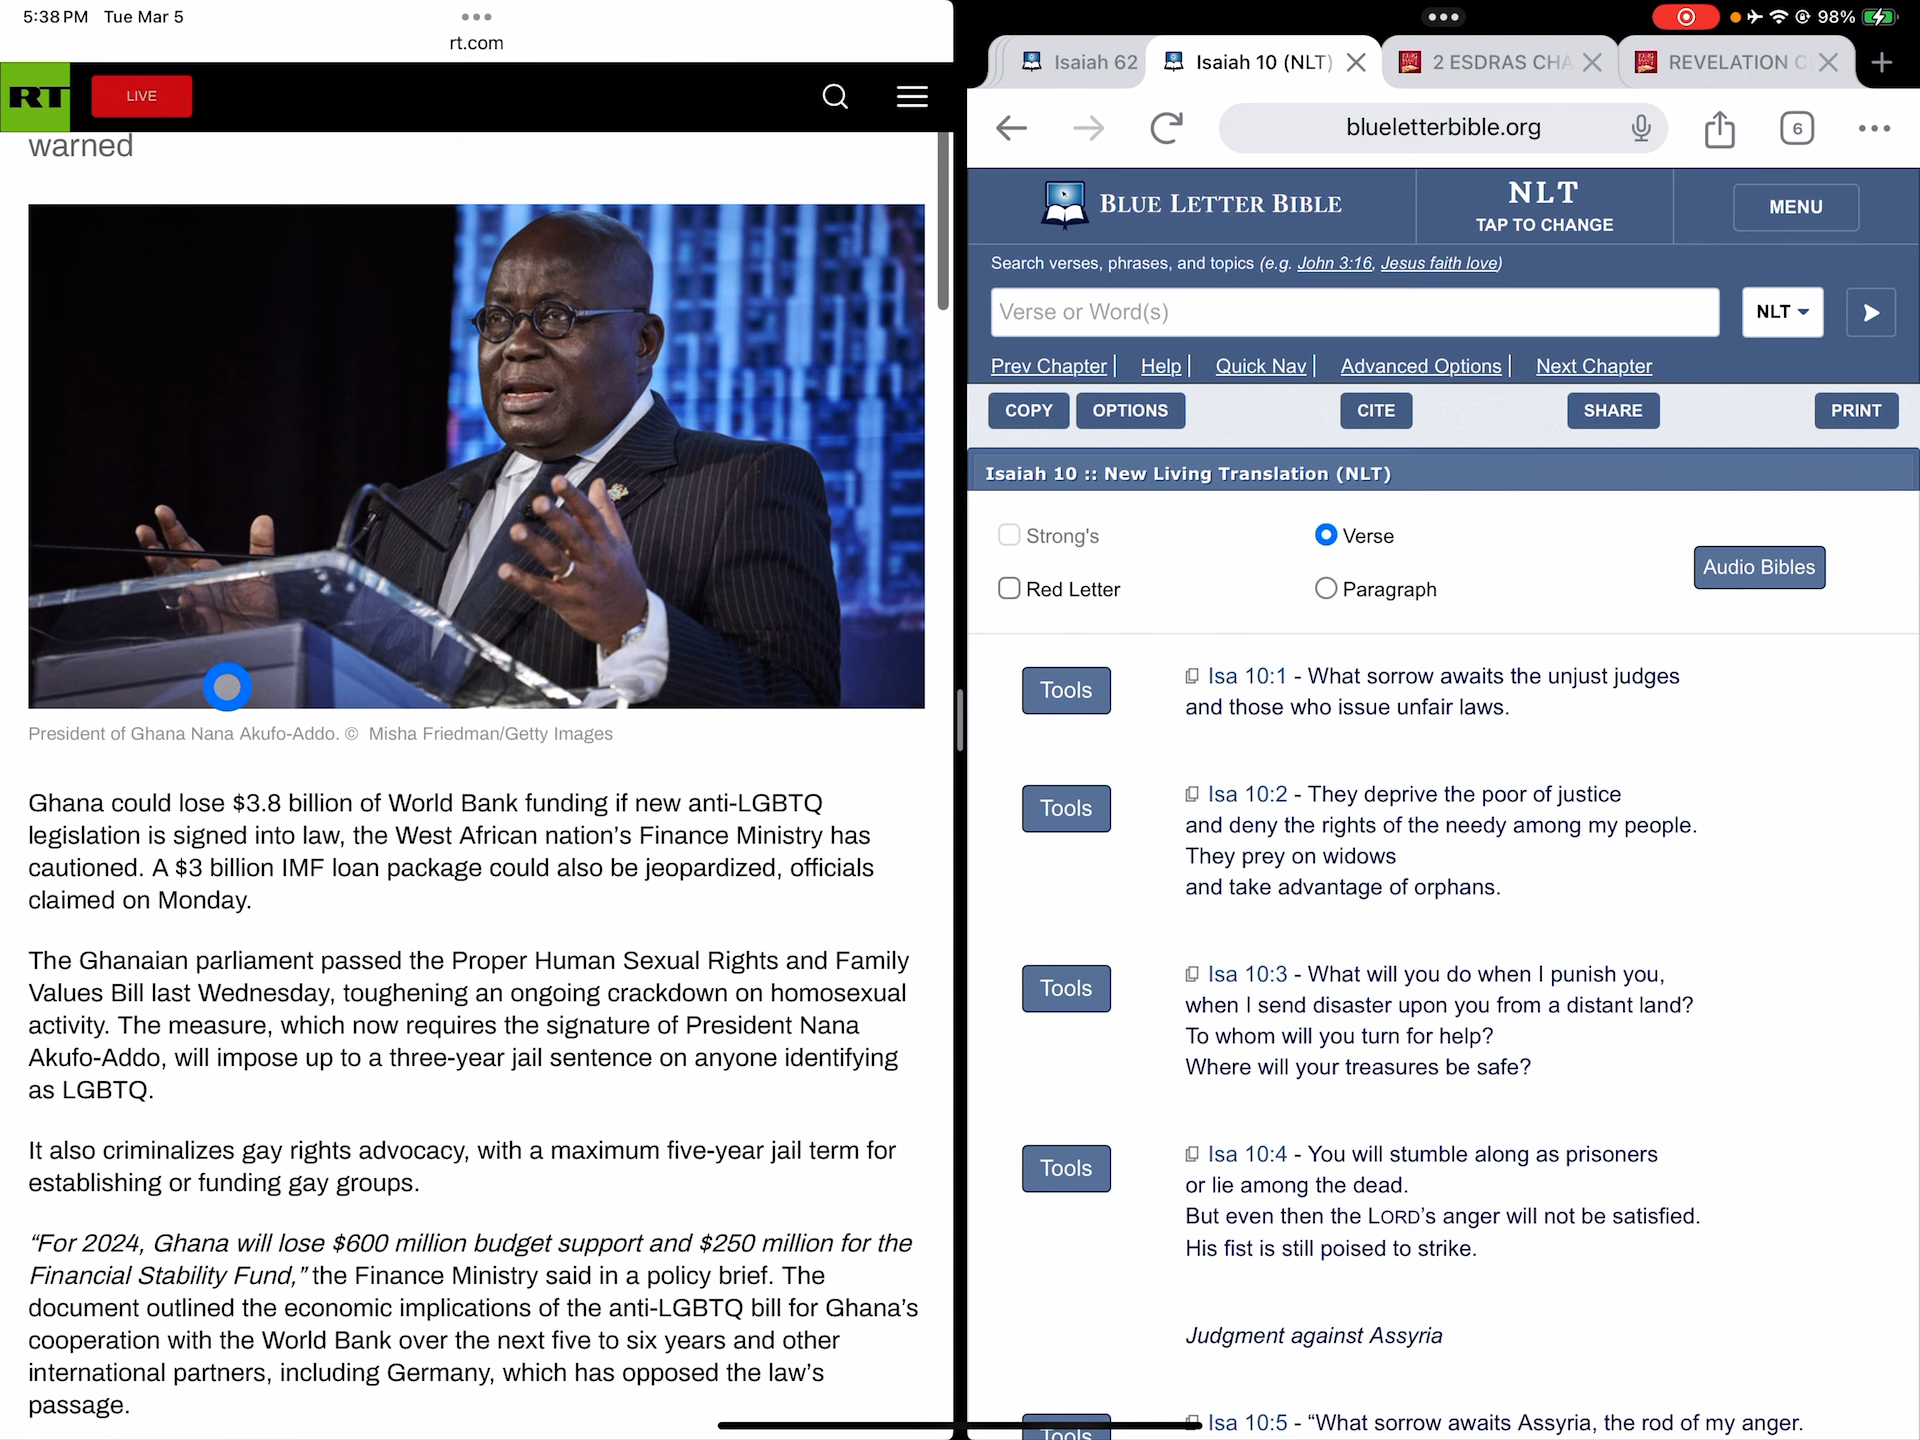 5:38 PM Tue Mar 5
rt.com
RT
LIVE
warned
President of Ghana Nana Akufo-Addo. © Misha Friedman/Getty Images
Ghana could lose $3.8 billion of World Bank funding if new anti-LGBTQ
legislation is signed into law, the West African nation’s Finance Ministry has
cautioned. A $3 billion IMF loan package could also be jeopardized, officials
claimed on Monday.
The Ghanaian parliament passed the Proper Human Sexual Rights and Family
Values Bill last Wednesday, toughening an ongoing crackdown on homosexual
activity. The measure, which now requires the signature of President Nana
Akufo-Addo, will impose up to a three-year jail sentence on anyone identifying
as LGBTQ.
It also criminalizes gay rights advocacy, with a maximum five-year jail term for
establishing or funding gay groups.
“For 2024, Ghana will lose $600 million budget support and $250 million for the
Financial Stability Fund,” the Finance Ministry said in a policy brief. The
document outlined the economic implications of the anti-LGBTQ bill for Ghana’s
cooperation with the World Bank over the next five to six years and other
international partners, including Germany, which has opposed the law’s
passage.
98%
Isaiah 62
Isaiah 10 (NLT)
2 ESDRAS CHA
REVELATION C
blueletterbible.org
6
BLUE LETTER BIBLE
NLT
TAP TO CHANGE
MENU
Search verses, phrases, and topics (e.g. John 3:16, Jesus faith love)
Verse or Word(s)
NLT
Prev Chapter | Help | Quick Nav | Advanced Options | Next Chapter
COPY OPTIONS CITE SHARE PRINT
Isaiah 10 :: New Living Translation (NLT)
Strong's
Verse
Red Letter
Paragraph
Audio Bibles
Tools
Isa 10:1 - What sorrow awaits the unjust judges
and those who issue unfair laws.
Tools
Isa 10:2 - They deprive the poor of justice
and deny the rights of the needy among my people.
They prey on widows
and take advantage of orphans.
Tools
Isa 10:3 - What will you do when I punish you,
when I send disaster upon you from a distant land?
To whom will you turn for help?
Where will your treasures be safe?
Tools
Isa 10:4 - You will stumble along as prisoners
or lie among the dead.
But even then the LORD’s anger will not be satisfied.
His fist is still poised to strike.
Judgment against Assyria
Tools
Isa 10:5 - “What sorrow awaits Assyria, the rod of my anger.